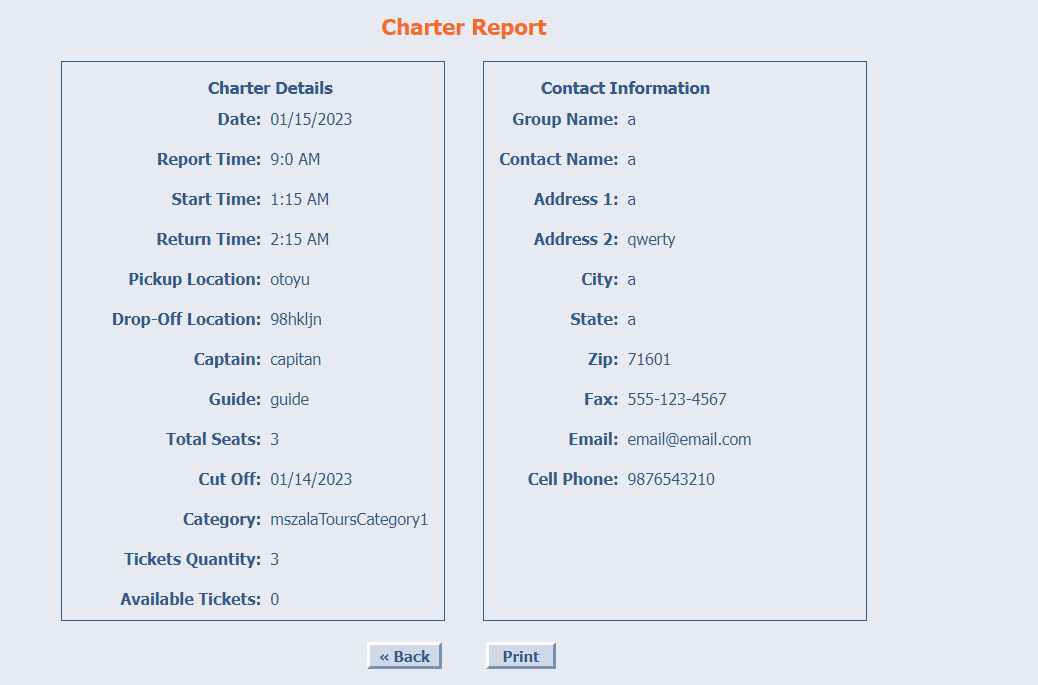 Charter Report
Charter Details
Date: 01/15/2023
Report Time: 9:0 AM
Start Time: 1:15 AM
Return Time: 2:15 AM
Pickup Location: otoyu
Drop-Off Location: 98hkljn
Captain: capitan
Guide: guide
Total Seats: 3
Cut Off: 01/14/2023
Category: mszalaToursCategory1
Tickets Quantity: 3
Available Tickets: 0
Contact Information
Group Name: a
Contact Name: a
Address 1: a
Address 2: qwerty
City: a
State: a
Zip: 71601
Fax: 555-123-4567
Email: email@email.com
Cell Phone: 9876543210
« Back
Print